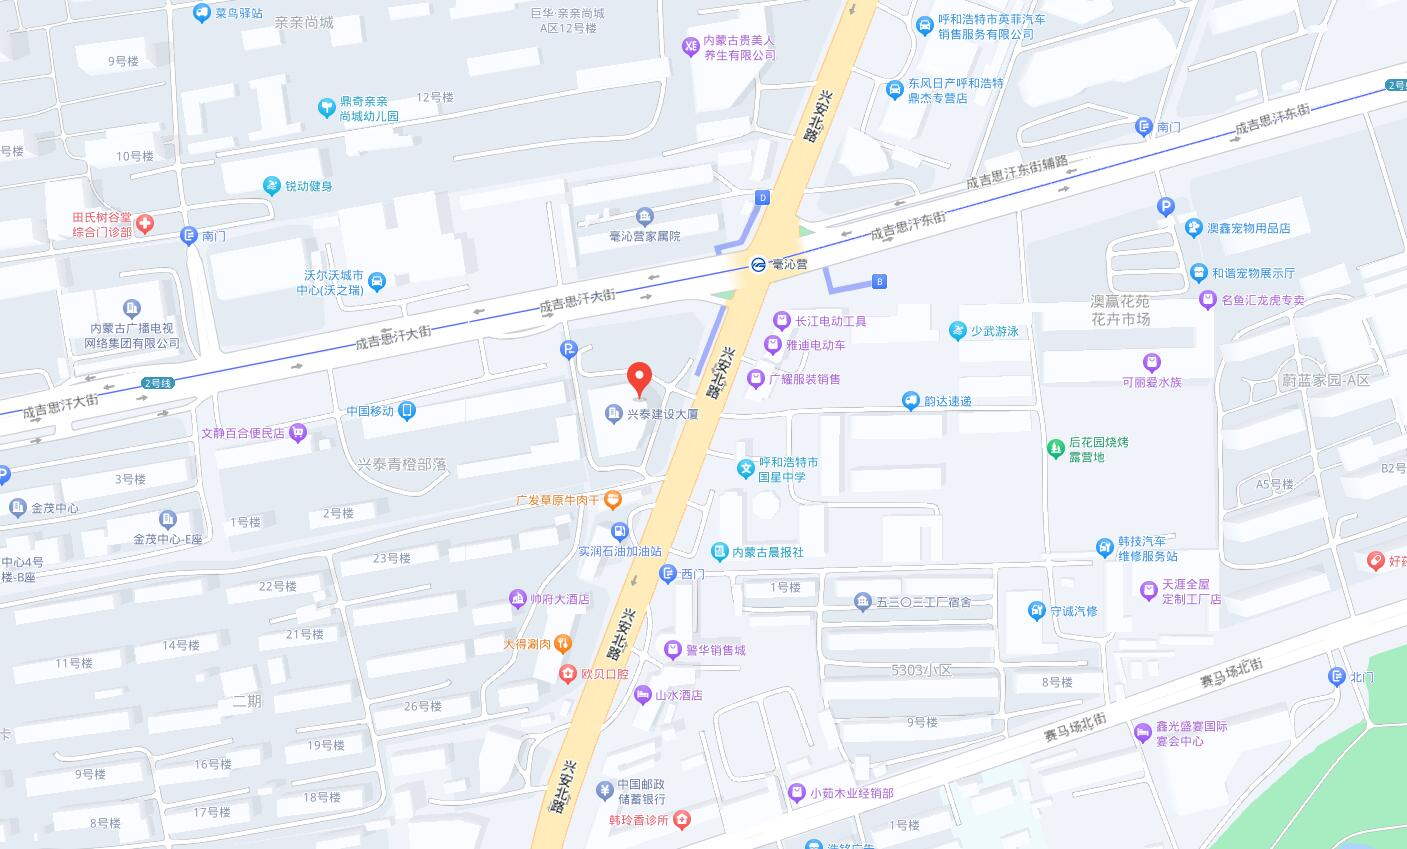 菜鸟驿站
亲亲尚城
巨华·亲亲尚城
A区12号楼
呼和浩特市英菲汽车
销售服务有限公司
内蒙古贵美人
养生有限公司
9号楼
12号楼
鼎奇亲亲
尚城幼儿园
东风日产呼和浩特
鼎杰专营店
兴安北路
2号线
成吉思汗东街
南门
号楼
10号楼
锐动健身
成吉思汗东街辅路
D
P
田氏树谷堂
综合门诊部
南门
亳沁营家属院
成吉思汗东街
澳鑫宠物用品店
亳沁营
B
和谐宠物展示厅
沃尔沃城市
中心(沃之瑞)
成吉思汗大街
澳赢花苑
花卉市场
名鱼汇龙虎专卖
内蒙古广播电视
网络集团有限公司
成吉思汗大街
长江电动工具
少武游泳
雅迪电动车
P
兴安北路
广耀服装销售
可丽爱水族
蔚蓝家园-A区
2号线
成吉思汗大街
中国移动
兴泰建设大厦
韵达速递
文静百合便民店
后花园烧烤
露营地
兴泰青橙部落
呼和浩特市
国星中学
B2号
P
3号楼
A5号楼
金茂中心
广发草原牛肉干
1号楼
2号楼
金茂中心-E座
实润石油加油站
内蒙古晨报社
韩技汽车
维修服务站
中心4号
楼-B座
23号楼
西门
好药
22号楼
1号楼
天涯全屋
定制工厂店
帅府大酒店
五三〇三工厂宿舍
守诚汽修
兴安北路
21号楼
14号楼
大得涮肉
警华销售城
11号楼
欧贝口腔
5303小区
赛马场北街
8号楼
北门
二期
26号楼
山水酒店
9号楼
赛马场北街
鑫光盛宴国际
宴会中心
卡
19号楼
16号楼
9号楼
兴安北路
中国邮政
储蓄银行
小茹木业经销部
18号楼
17号楼
8号楼
韩玲香诊所
1号楼
浩铭广告